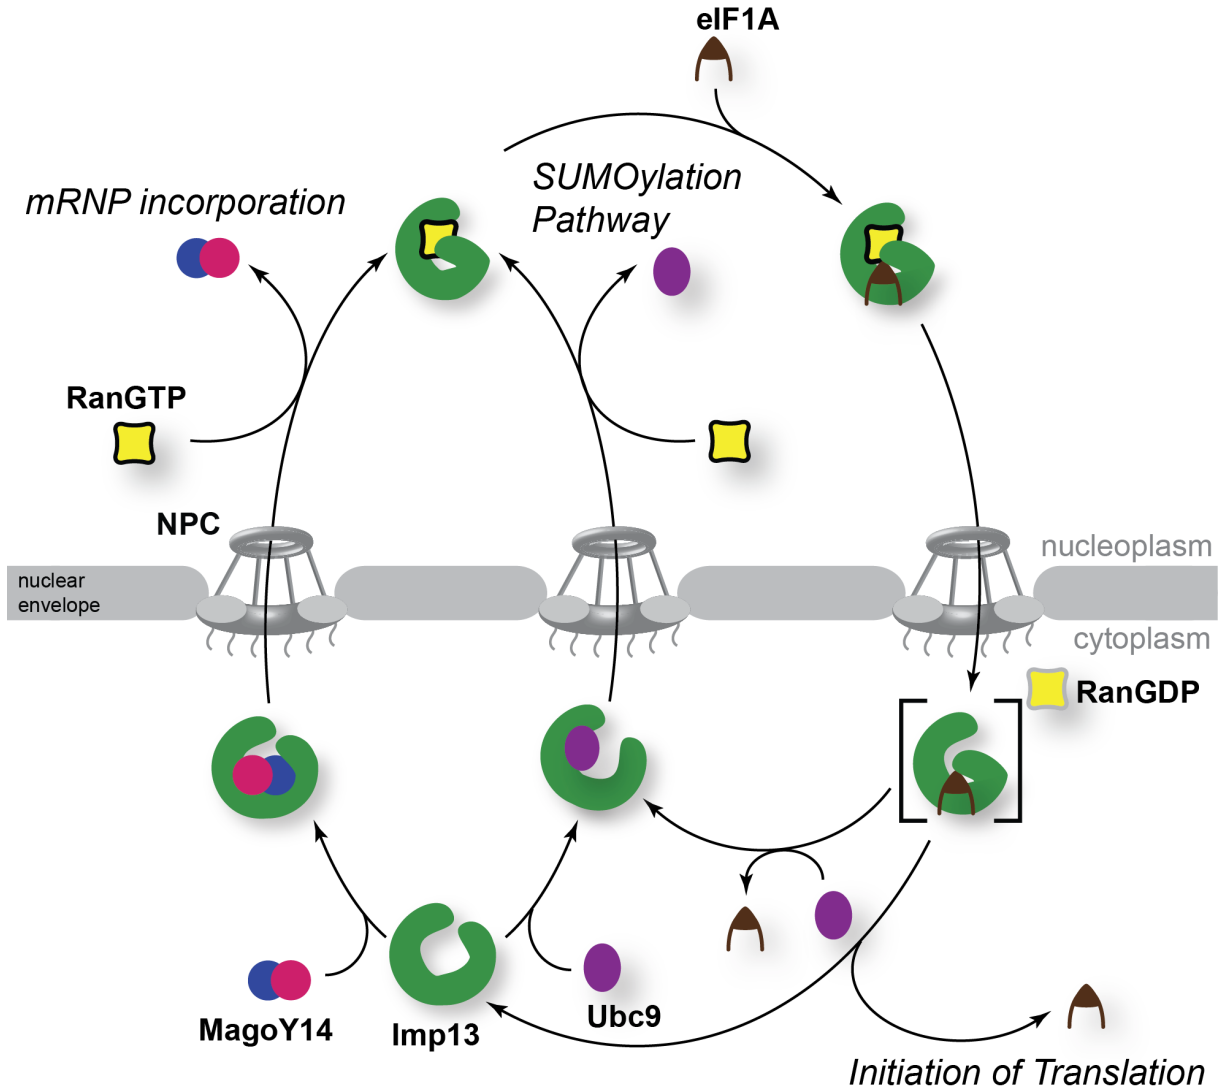 eIF1A
SUMOylation
Pathway
mRNP incorporation
RanGTP
NPC
nucleoplasm
nuclear
envelope
cytoplasm
RanGDP
MagoY14
Imp13
Ubc9
Initiation of Translation